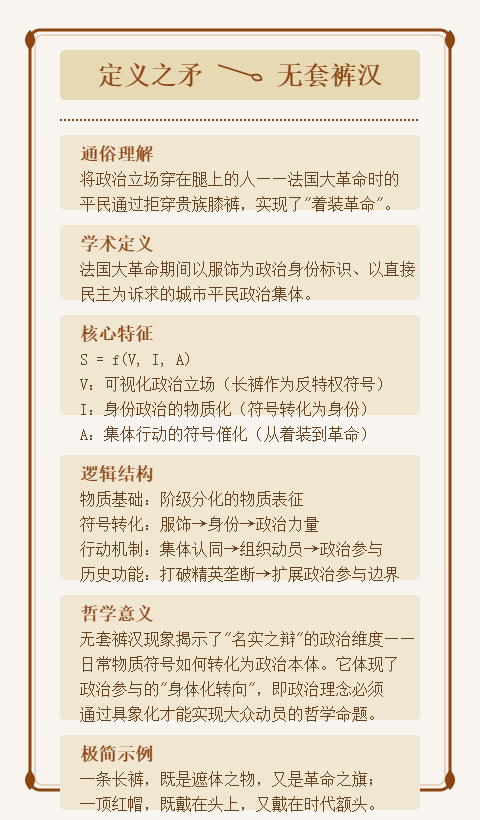 定义之矛 无套裤汉
通俗理解
将政治立场穿在腿上的人——法国大革命时的
平民通过拒穿贵族膝裤，实现了"着装革命"。
学术定义
法国大革命期间以服饰为政治身份标识、以直接
民主为诉求的城市平民政治集体。
核心特征
S = f(V, I, A)
V: 可视化政治立场（长裤作为反特权符号）
I: 身份政治的物质化（符号转化为身份）
A: 集体行动的符号催化（从着装到革命）
逻辑结构
物质基础: 阶级分化的物质表征
符号转化: 服饰→身份→政治力量
行动机制: 集体认同→组织动员→政治参与
历史功能: 打破精英垄断→扩展政治参与边界
哲学意义
无套裤汉现象揭示了"名实之辩"的政治维度——
日常物质符号如何转化为政治本体。它体现了
政治参与的"身体化转向"，即政治理念必须
通过具象化才能实现大众动员的哲学命题。
极简示例
一条长裤，既是遮体之物，又是革命之旗；
一顶红帽，既戴在头上，又戴在时代额头。